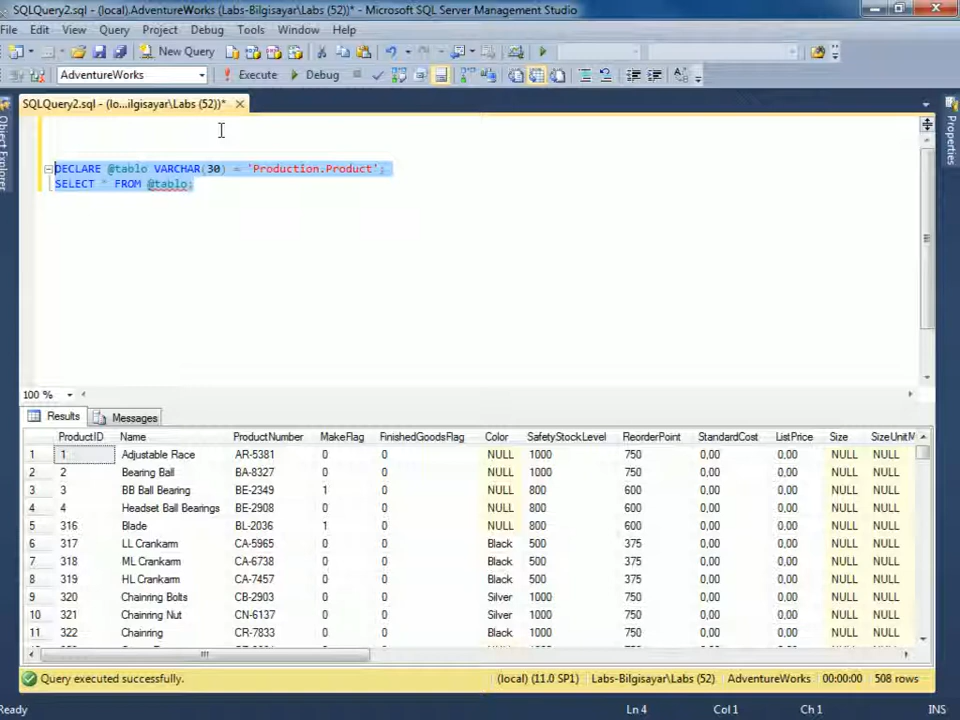 SQLQuery2.sql - (local).AdventureWorks (Labs-Bilgisayar\Labs (52))* - Microsoft SQL Server Management Studio
File Edit View Query Project Debug Tools Window Help
New Query
AdventureWorks Execute Debug
SQLQuery2.sql - (lo...ilgisayar\Labs (52))*
Object Explorer
Properties
DECLARE @tablo VARCHAR(30) = 'Production.Product';
SELECT * FROM @tablo;
100 %
Results Messages
ProductID Name ProductNumber MakeFlag FinishedGoodsFlag Color SafetyStockLevel ReorderPoint StandardCost ListPrice Size SizeUnitM
1 1 Adjustable Race AR-5381 0 0 NULL 1000 750 0,00 0,00 NULL NULL
2 2 Bearing Ball BA-8327 0 0 NULL 1000 750 0,00 0,00 NULL NULL
3 3 BB Ball Bearing BE-2349 1 0 NULL 800 600 0,00 0,00 NULL NULL
4 4 Headset Ball Bearings BE-2908 0 0 NULL 800 600 0,00 0,00 NULL NULL
5 316 Blade BL-2036 1 0 NULL 800 600 0,00 0,00 NULL NULL
6 317 LL Crankarm CA-5965 0 0 Black 500 375 0,00 0,00 NULL NULL
7 318 ML Crankarm CA-6738 0 0 Black 500 375 0,00 0,00 NULL NULL
8 319 HL Crankarm CA-7457 0 0 Black 500 375 0,00 0,00 NULL NULL
9 320 Chainring Bolts CB-2903 0 0 Silver 1000 750 0,00 0,00 NULL NULL
10 321 Chainring Nut CN-6137 0 0 Silver 1000 750 0,00 0,00 NULL NULL
11 322 Chainring CR-7833 0 0 Black 1000 750 0,00 0,00 NULL NULL
Query executed successfully. (local) (11.0 SP1) Labs-Bilgisayar\Labs (52) AdventureWorks 00:00:00 508 rows
Ready Ln 4 Col 1 Ch 1 INS